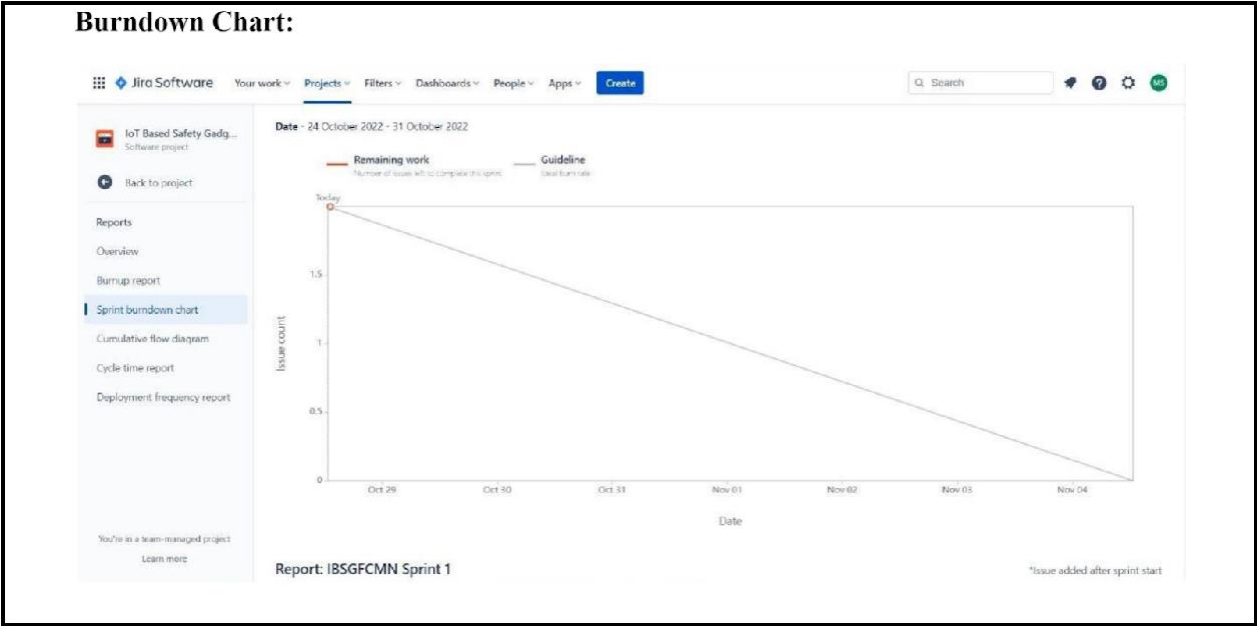 Burndown Chart:
Jira Software Your work Projects Filters Dashboards People Apps Create Search MS
IoT Based Safety Gadg...
Software project
Back to project
Reports
Overview
Burnup report
Sprint burndown chart
Cumulative flow diagram
Cycle time report
Deployment frequency report
You're in a team-managed project
Learn more
Date - 24 October 2022 - 31 October 2022
Remaining work Guideline
Number of issues left to complete this sprint Ideal burn rate
Today
1.5
1
0.5
0
Issue count
Oct 29 Oct 30 Oct 31 Nov 01 Nov 02 Nov 03 Nov 04
Date
Report: IBSGFCMN Sprint 1
*Issue added after sprint start